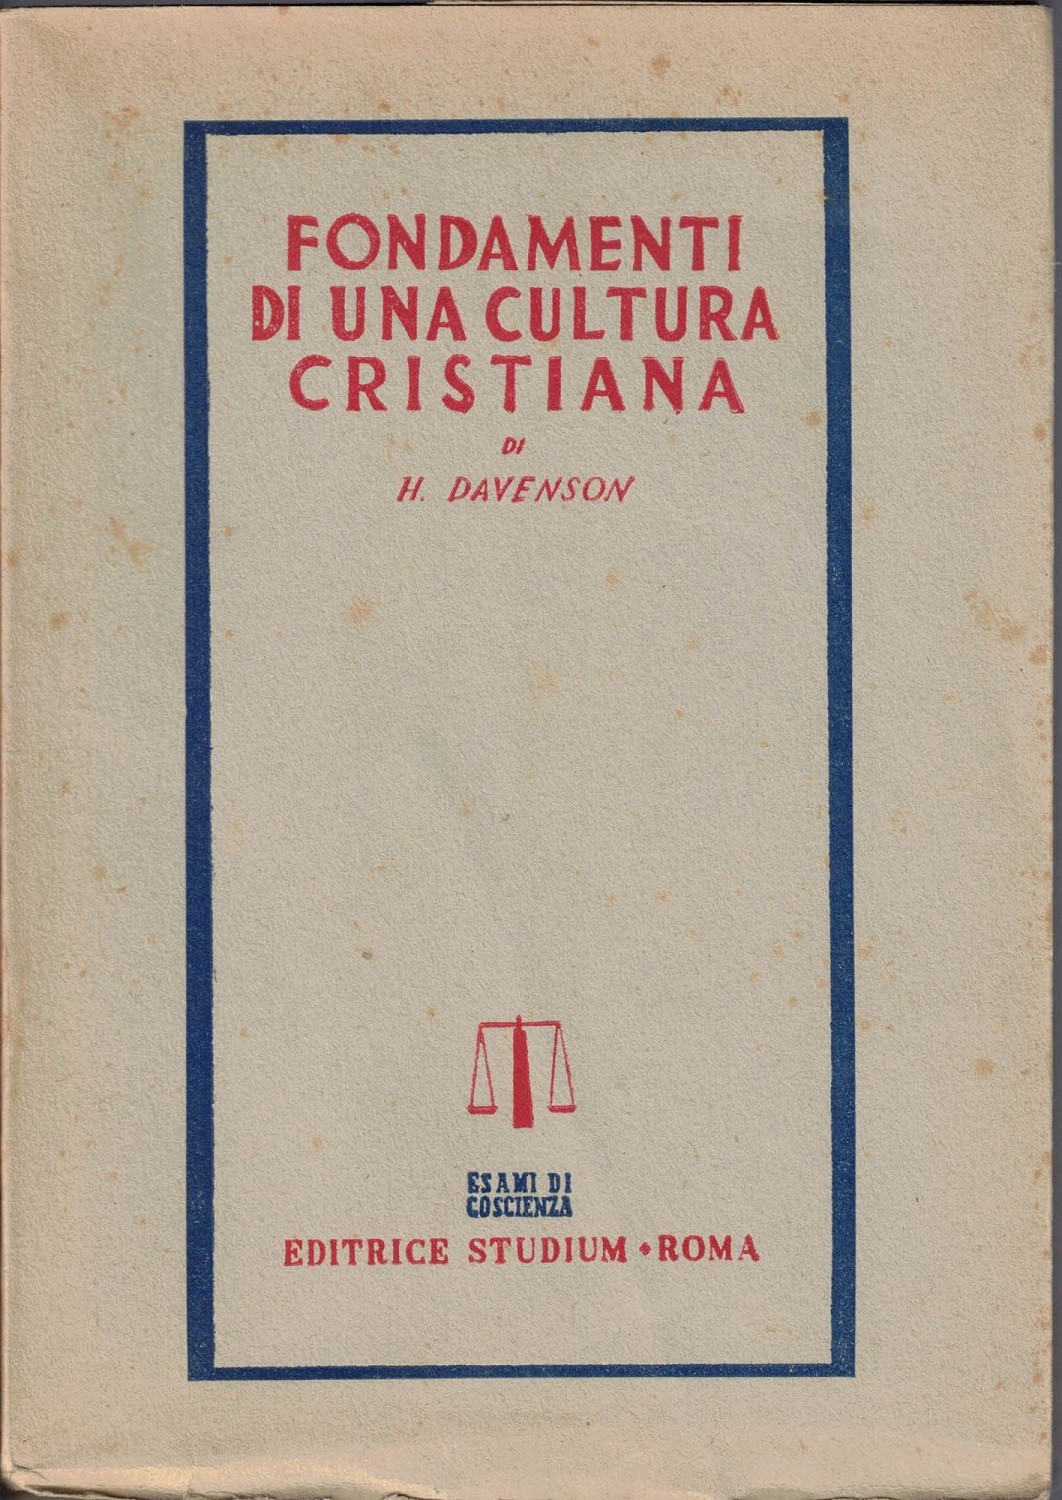 FONDAMENTI
DI UNA CULTURA
CRISTIANA
DI
H. DAVENSON
ESAMI DI
COSCIENZA
EDITRICE STUDIUM • ROMA